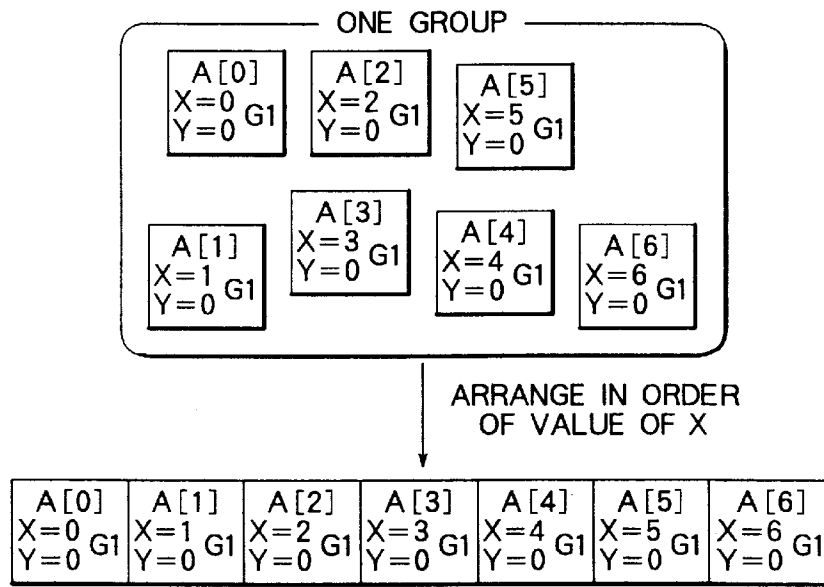 ONE GROUP
A[0]
X=0
Y=0
G1
A[2]
X=2
Y=0
G1
A[5]
X=5
Y=0
G1
A[1]
X=1
Y=0
G1
A[3]
X=3
Y=0
G1
A[4]
X=4
Y=0
G1
A[6]
X=6
Y=0
G1
ARRANGE IN ORDER
OF VALUE OF X
A[0]
X=0
Y=0
G1
A[1]
X=1
Y=0
G1
A[2]
X=2
Y=0
G1
A[3]
X=3
Y=0
G1
A[4]
X=4
Y=0
G1
A[5]
X=5
Y=0
G1
A[6]
X=6
Y=0
G1